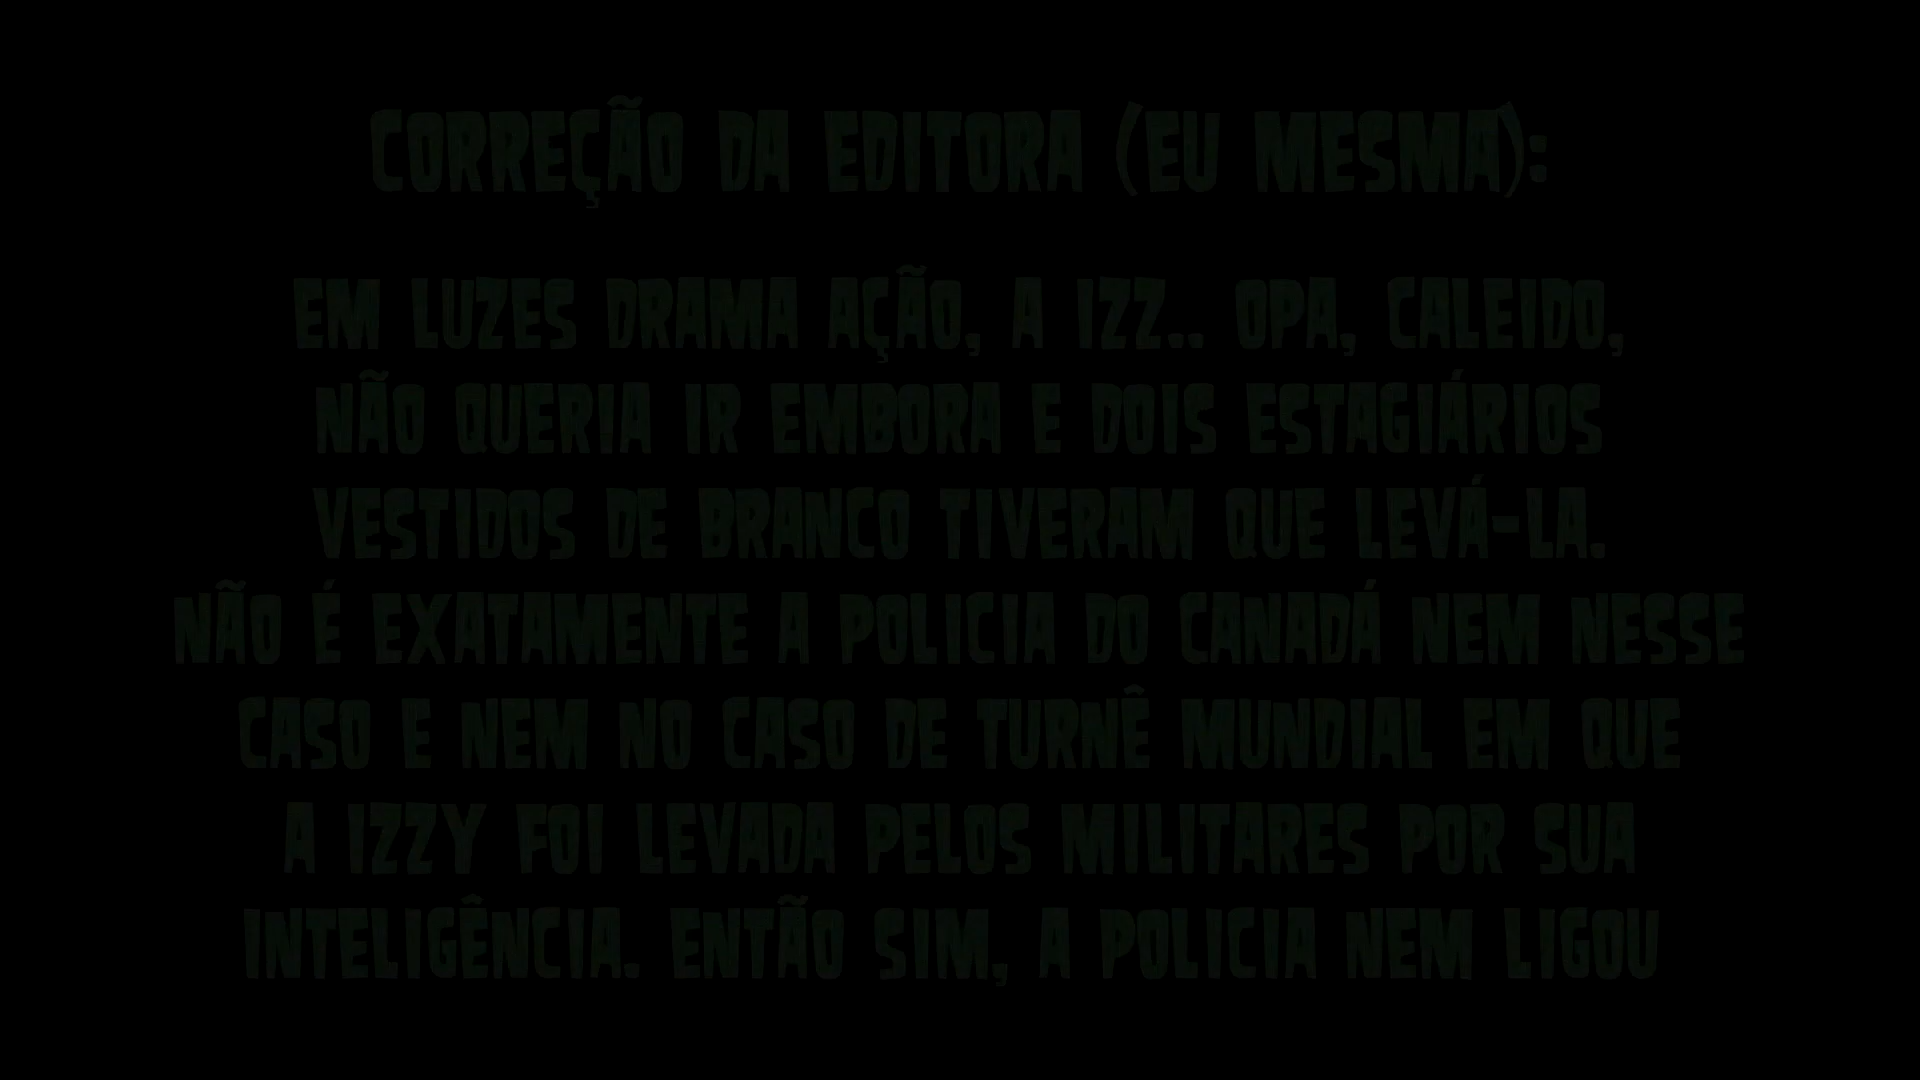 CORREÇÃO DA EDITORA (EU MESMA):
EM LUZES DRAMA AÇÃO, A IZZ.. OPA, CALEIDO,
NÃO QUERIA IR EMBORA E DOIS ESTAGIÁRIOS
VESTIDOS DE BRANCO TIVERAM QUE LEVÁ-LA.
NÃO É EXATAMENTE A POLICIA DO CANADÁ NEM NESSE
CASO E NEM NO CASO DE TURNÊ MUNDIAL EM QUE
A IZZY FOI LEVADA PELOS MILITARES POR SUA
INTELIGÊNCIA. ENTÃO SIM, A POLICIA NEM LIGOU